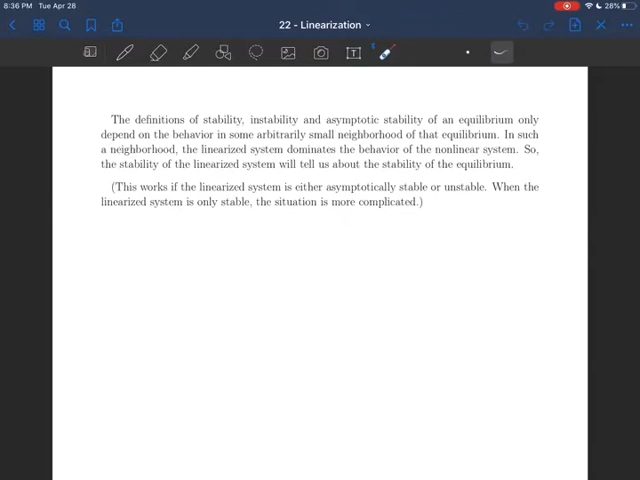 8:36 PM Tue Apr 28
28%
22 - Linearization
The definitions of stability, instability and asymptotic stability of an equilibrium only
depend on the behavior in some arbitrarily small neighborhood of that equilibrium. In such
a neighborhood, the linearized system dominates the behavior of the nonlinear system. So,
the stability of the linearized system will tell us about the stability of the equilibrium.
(This works if the linearized system is either asymptotically stable or unstable. When the
linearized system is only stable, the situation is more complicated.)